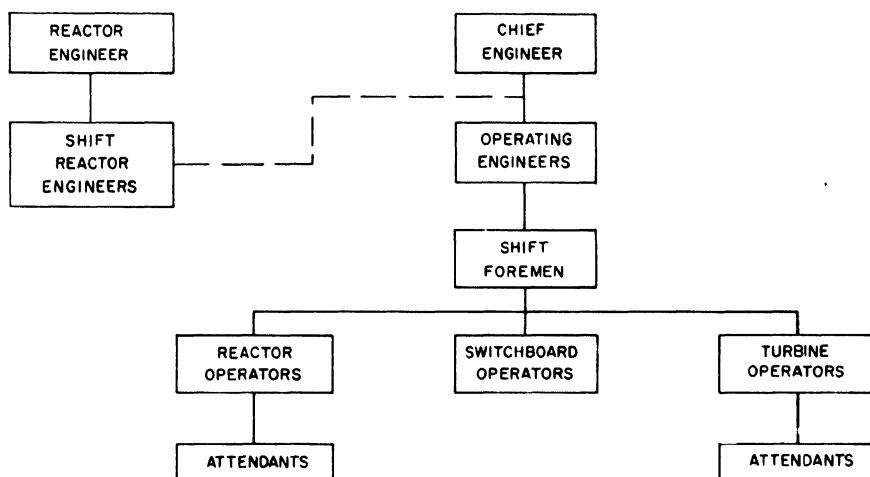 REACTOR
ENGINEER
CHIEF
ENGINEER
SHIFT
REACTOR
ENGINEERS
OPERATING
ENGINEERS
SHIFT
FOREMEN
REACTOR
OPERATORS
SWITCHBOARD
OPERATORS
TURBINE
OPERATORS
ATTENDANTS
ATTENDANTS